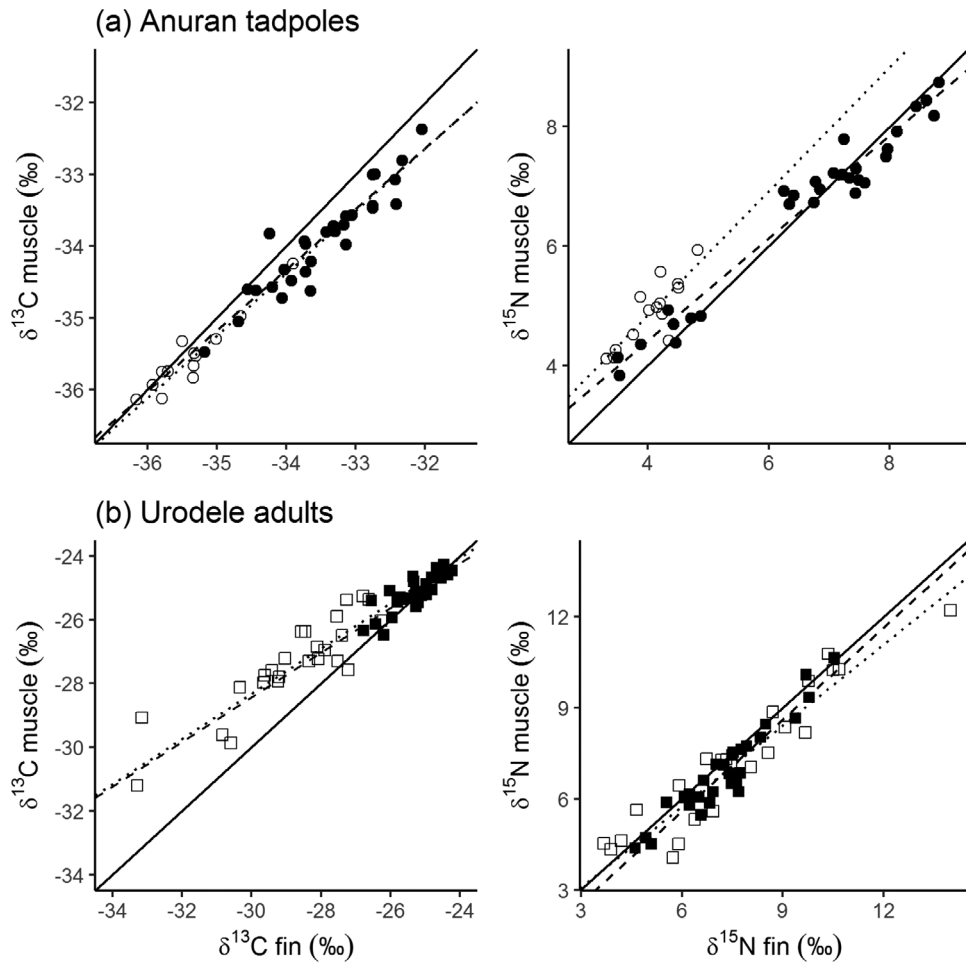 (a) Anuran tadpoles
δ¹³C muscle (‰)
-32
-33
-34
-35
-36
-36 -35 -34 -33 -32
δ¹⁵N muscle (‰)
8
6
4
4 6 8
(b) Urodele adults
δ¹³C muscle (‰)
-24
-26
-28
-30
-32
-34
-34 -32 -30 -28 -26 -24
δ¹³C fin (‰)
δ¹⁵N muscle (‰)
12
9
6
3
3 6 9 12
δ¹⁵N fin (‰)